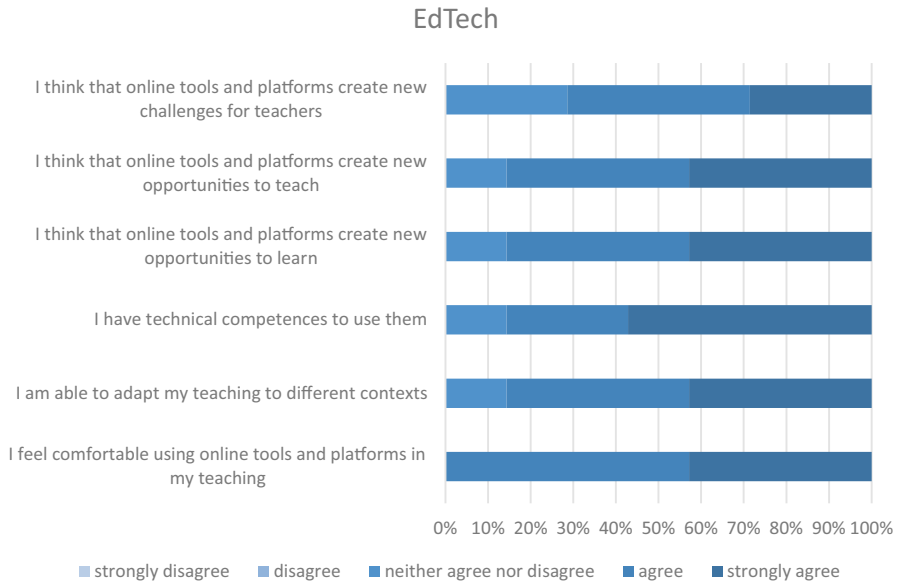 EdTech
I think that online tools and platforms create new
challenges for teachers
I think that online tools and platforms create new
opportunities to teach
I think that online tools and platforms create new
opportunities to learn
I have technical competences to use them
I am able to adapt my teaching to different contexts
I feel comfortable using online tools and platforms in
my teaching
0% 10% 20% 30% 40% 50% 60% 70% 80% 90% 100%
strongly disagree disagree neither agree nor disagree agree strongly agree